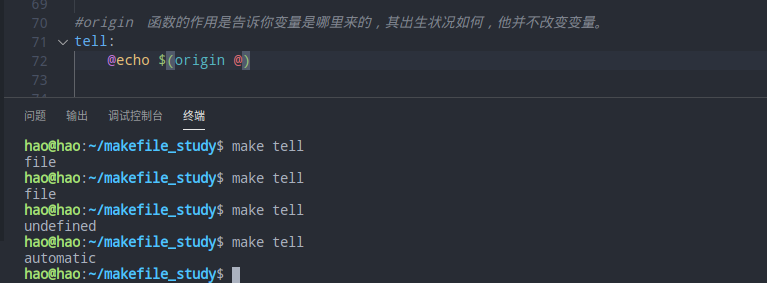 69
70 #origin 函数的作用是告诉你变量是哪里来的，其出生状况如何，他并不改变变量。
71 tell:
72 @echo $(origin @)
73
问题 输出 调试控制台 终端
hao@hao:~/makefile_study$ make tell
file
hao@hao:~/makefile_study$ make tell
file
hao@hao:~/makefile_study$ make tell
undefined
hao@hao:~/makefile_study$ make tell
automatic
hao@hao:~/makefile_study$